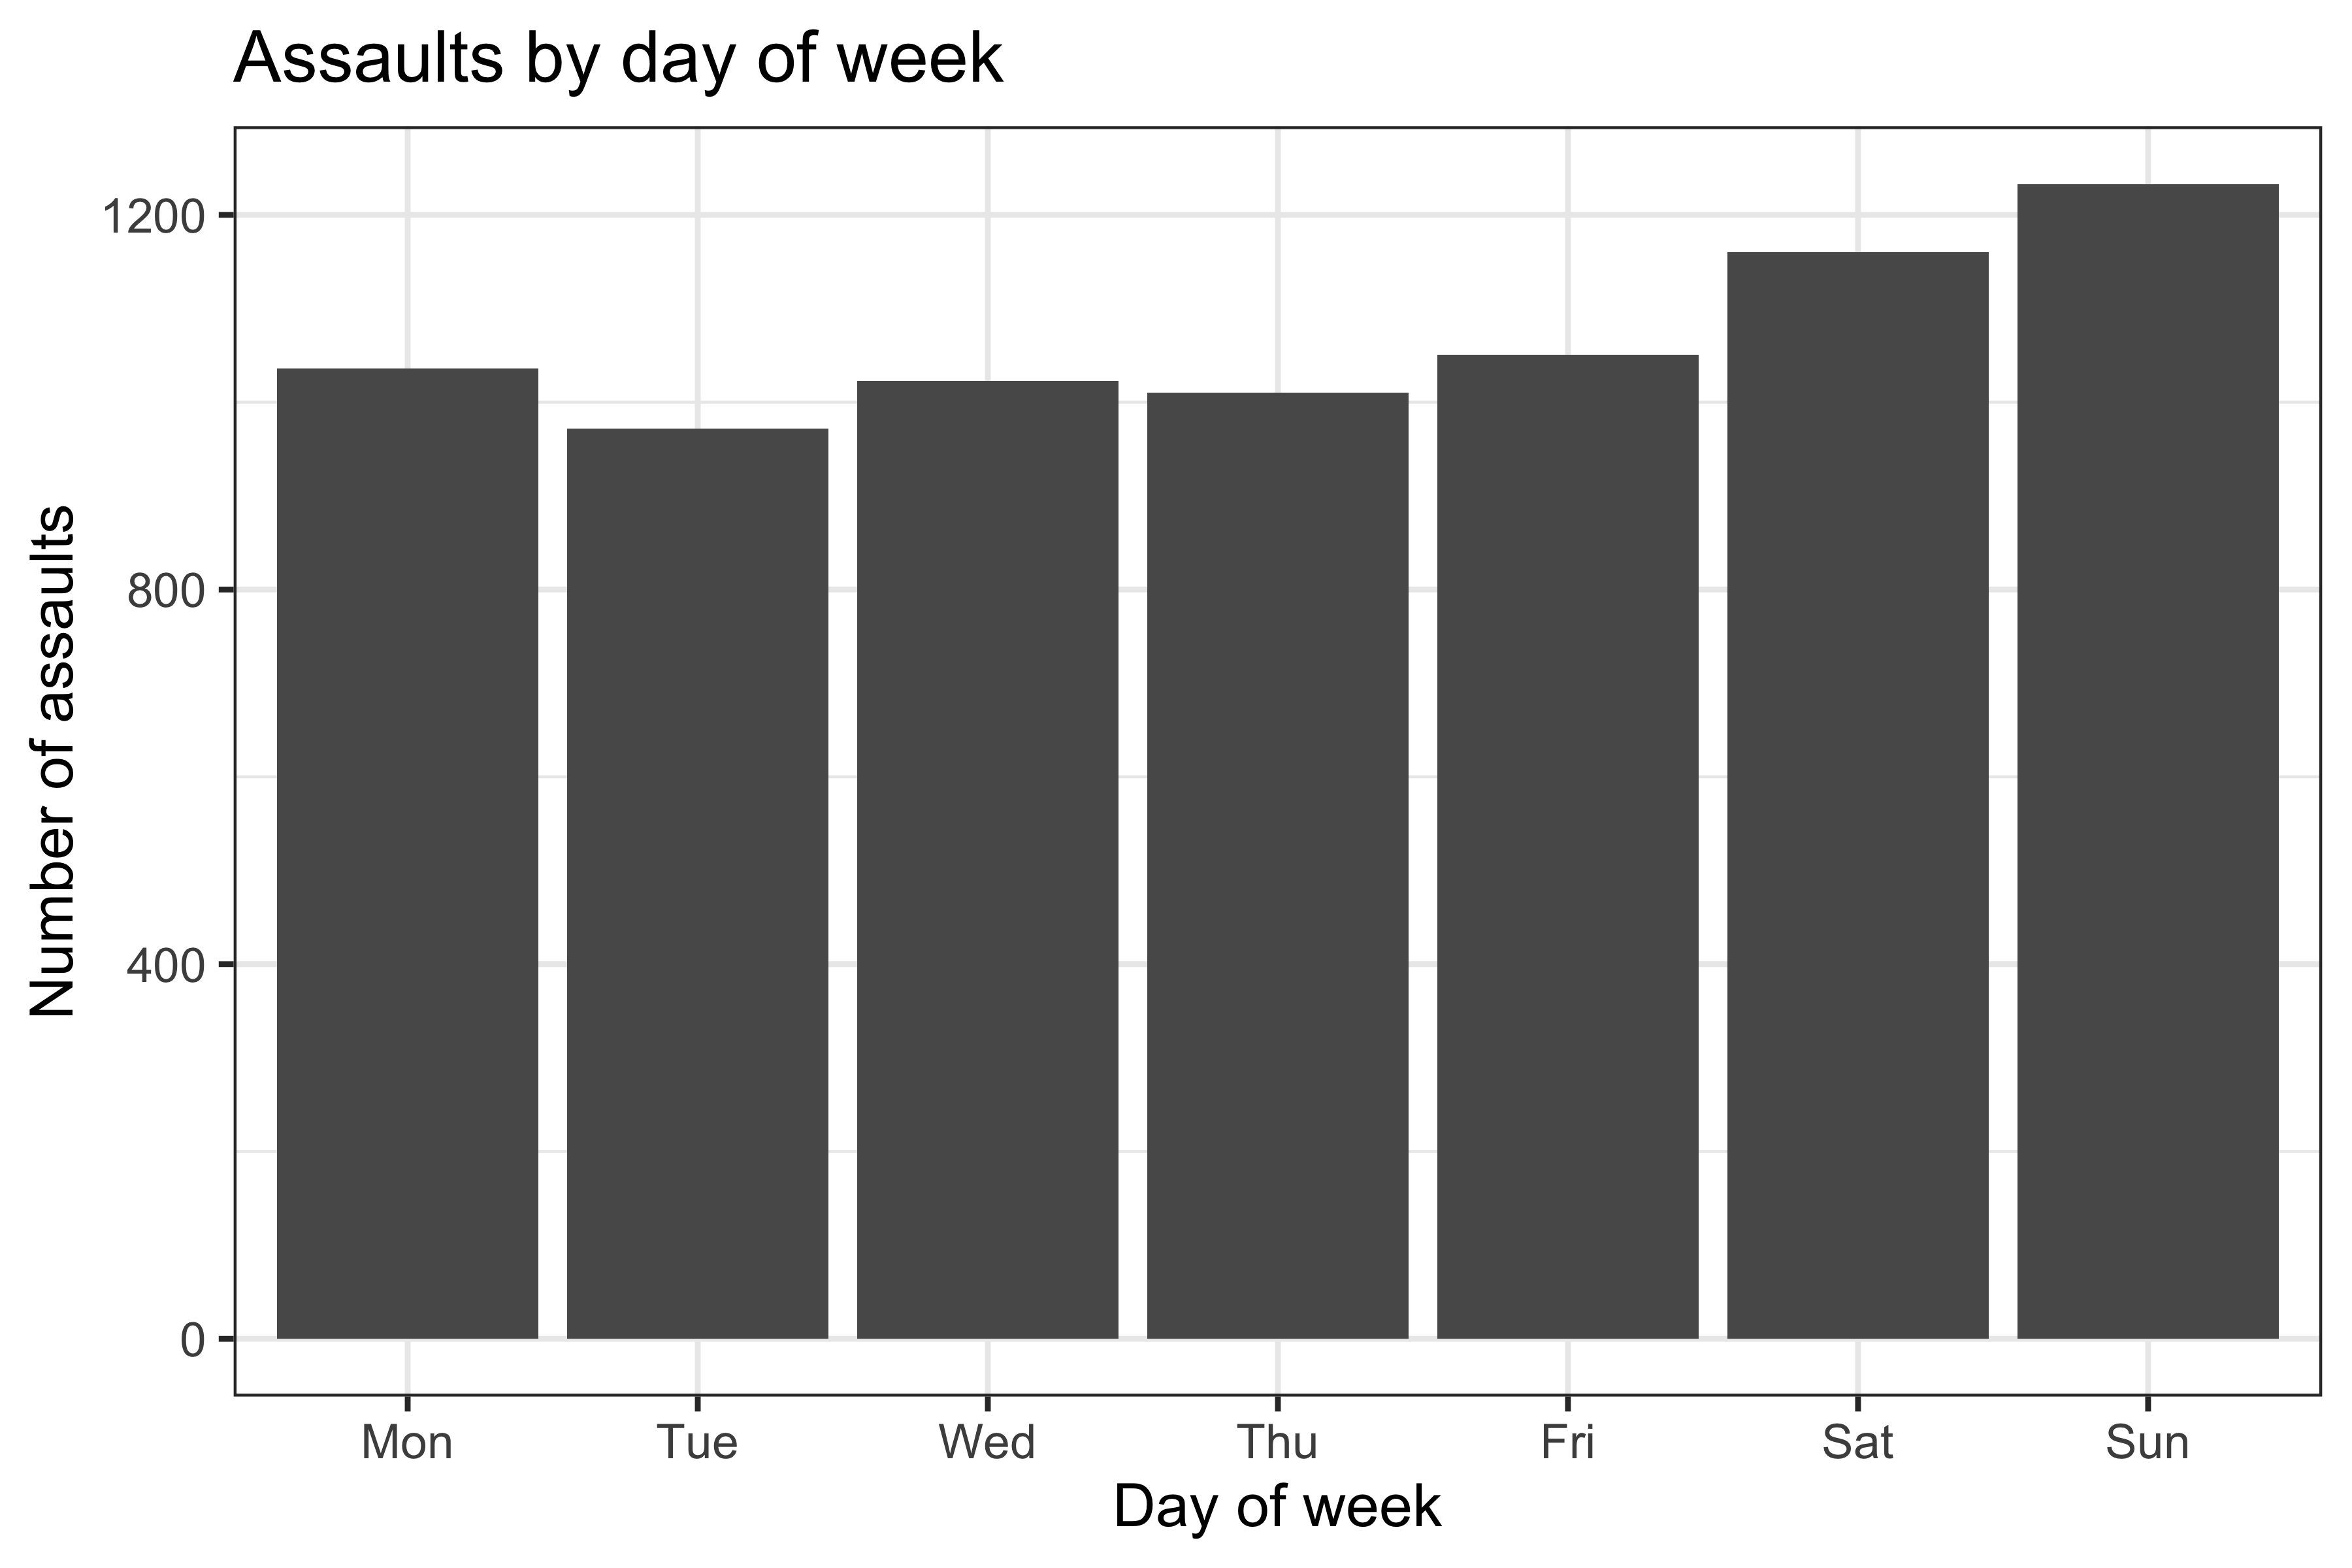 Assaults by day of week
Number of assaults
1200
800
400
0
Mon Tue Wed Thu Fri Sat Sun
Day of week